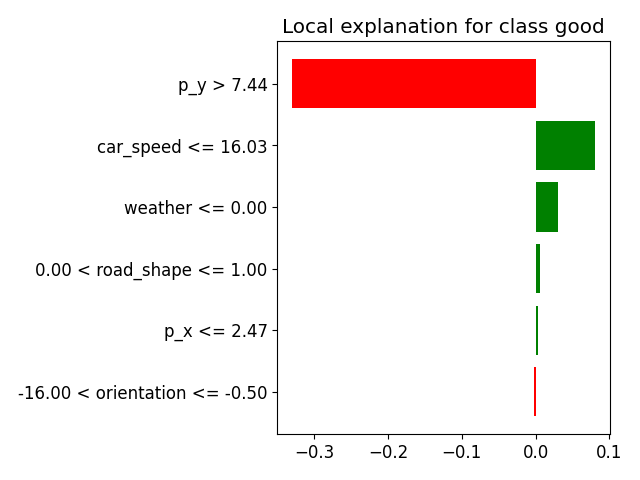 Local explanation for class good
p_y > 7.44
car_speed <= 16.03
weather <= 0.00
0.00 < road_shape <= 1.00
p_x <= 2.47
-16.00 < orientation <= -0.50
−0.3 −0.2 −0.1 0.0 0.1